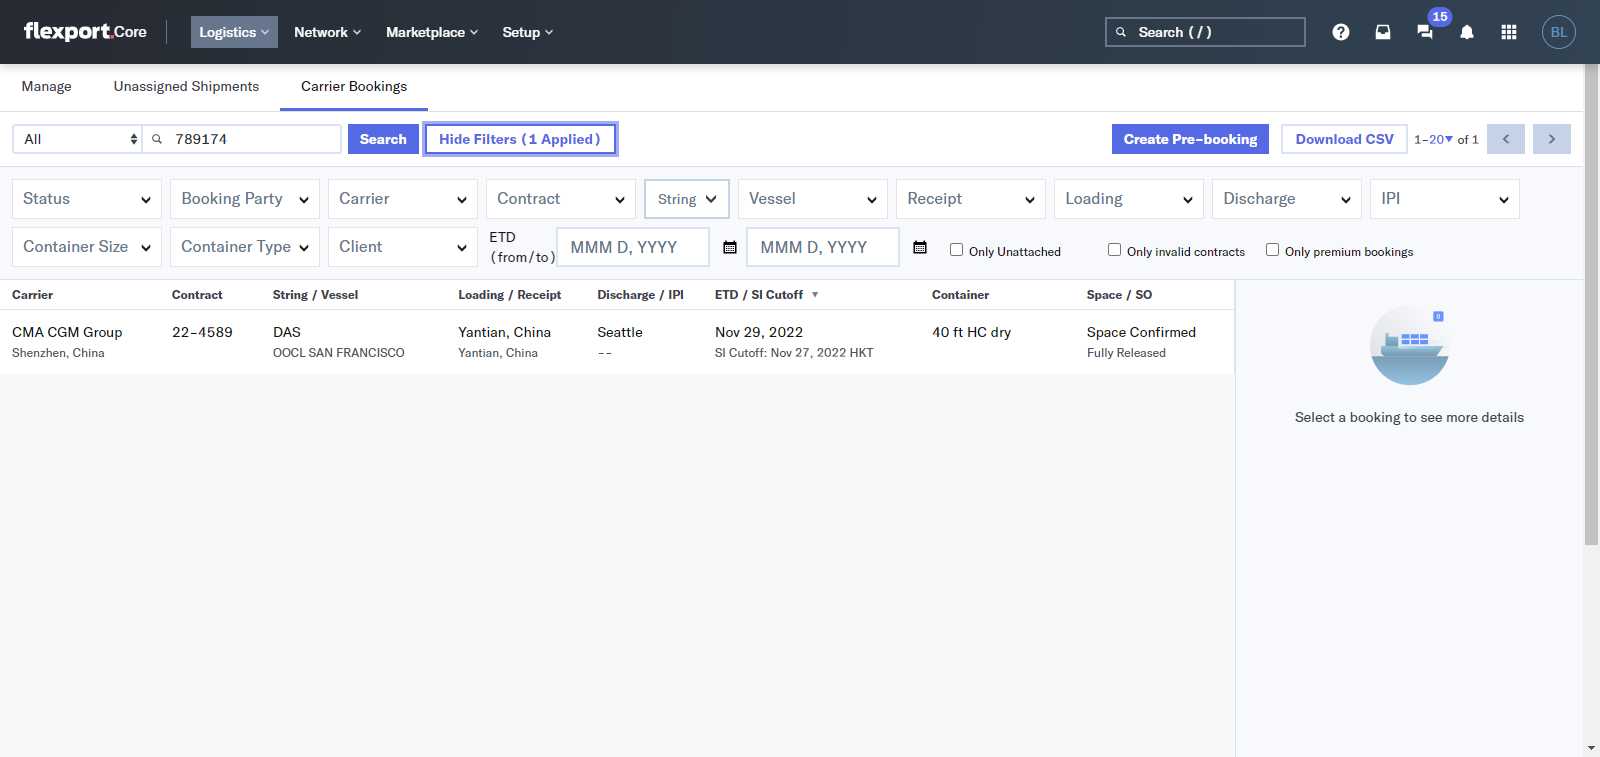 flexport.Core Logistics Network Marketplace Setup Search (/) 15 BL
Manage Unassigned Shipments Carrier Bookings
All 789174 Search Hide Filters (1 Applied) Create Pre-booking Download CSV 1-20 of 1
Status Booking Party Carrier Contract String Vessel Receipt Loading Discharge IPI
Container Size Container Type Client ETD (from/to) MMM D, YYYY MMM D, YYYY Only Unattached Only invalid contracts Only premium bookings
Carrier Contract String / Vessel Loading / Receipt Discharge / IPI ETD / SI Cutoff Container Space / SO
CMA CGM Group 22-4589 DAS Yantian, China Seattle Nov 29, 2022 40 ft HC dry Space Confirmed
Shenzhen, China OOCL SAN FRANCISCO Yantian, China -- SI Cutoff: Nov 27, 2022 HKT Fully Released
Select a booking to see more details